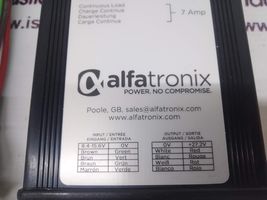 Continuous Load
Charge Continue
Dauerleistung
Carga Continua
7 Amp
alfatronix
POWER. NO COMPROMISE.
Poole, GB. sales@alfatronix.com
www.alfatronix.com
INPUT / ENTRÉE
EINGANG / ENTRADA
OUTPUT / SORTIE
AUSGANG / SALIDA
0V
+27.2V
0V
Brown
Green
White
Red
Brun
Vert
Blanc
Rouge
Braun
Grün
Weiß
Rot
Marrón
Verde
Blanco
Rojo